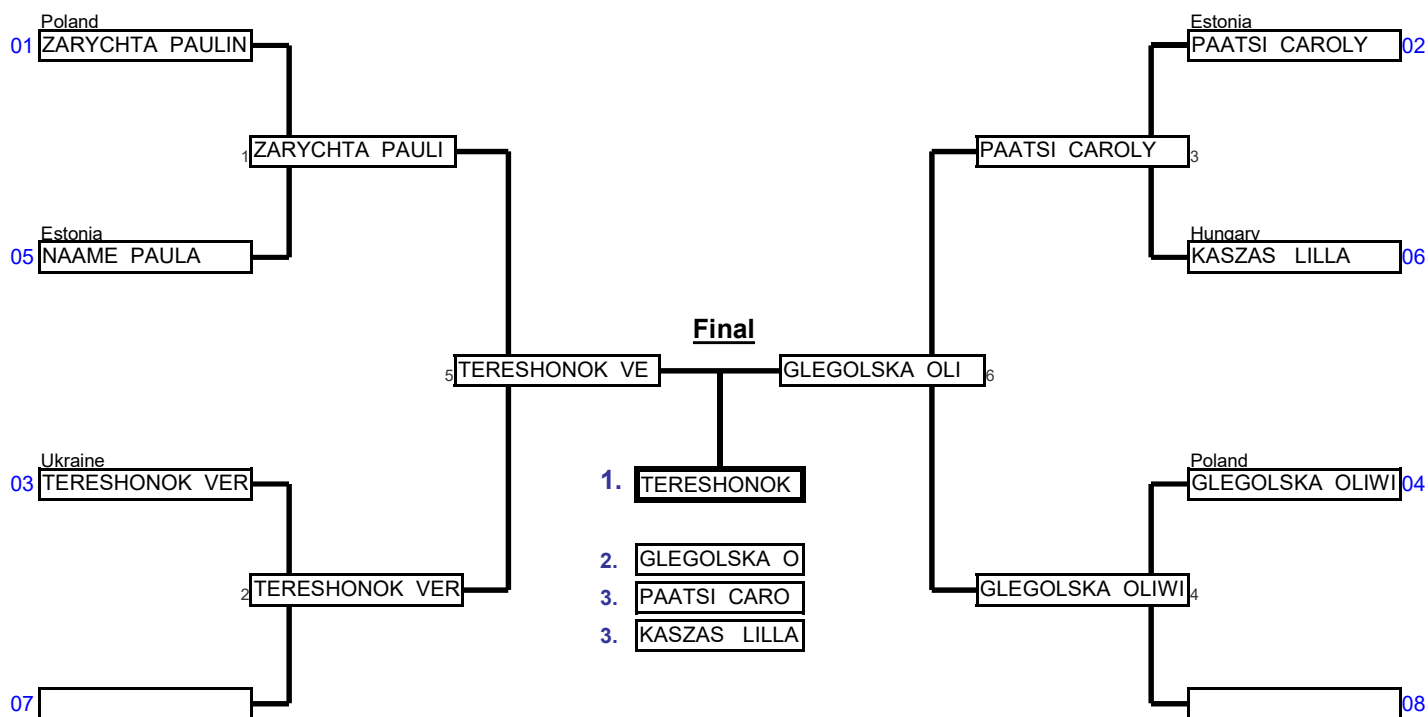 Poland
01 ZARYCHTA PAULIN
Estonia
PAATSI CAROLY 02
1 ZARYCHTA PAULI
PAATSI CAROLY 3
Estonia
05 NAAME PAULA
Hungary
KASZAS LILLA 06
Final
5 TERESHONOK VE
GLEGOLSKA OLI 6
Ukraine
03 TERESHONOK VER
Poland
GLEGOLSKA OLIWI 04
1. TERESHONOK
2. GLEGOLSKA O
3. PAATSI CARO
3. KASZAS LILLA
2 TERESHONOK VER
GLEGOLSKA OLIWI 4
07
08